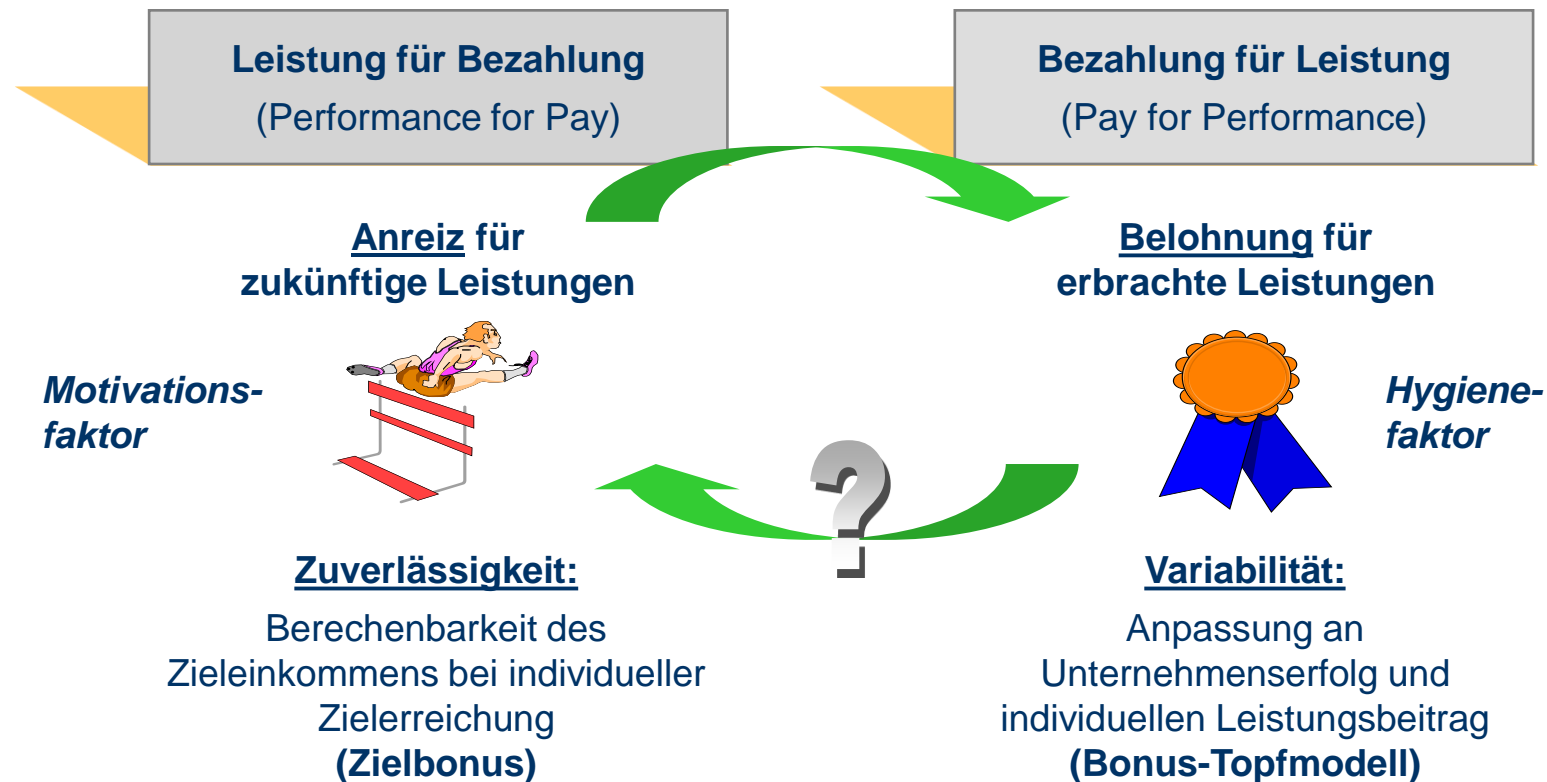 Leistung für Bezahlung
(Performance for Pay)
Bezahlung für Leistung
(Pay for Performance)
Anreiz für
zukünftige Leistungen
Belohnung für
erbrachte Leistungen
Motivations-
faktor
Hygiene-
faktor
?
Zuverlässigkeit:
Berechenbarkeit des
Zieleinkommens bei individueller
Zielerreichung
(Zielbonus)
Variabilität:
Anpassung an
Unternehmenserfolg und
individuellen Leistungsbeitrag
(Bonus-Topfmodell)